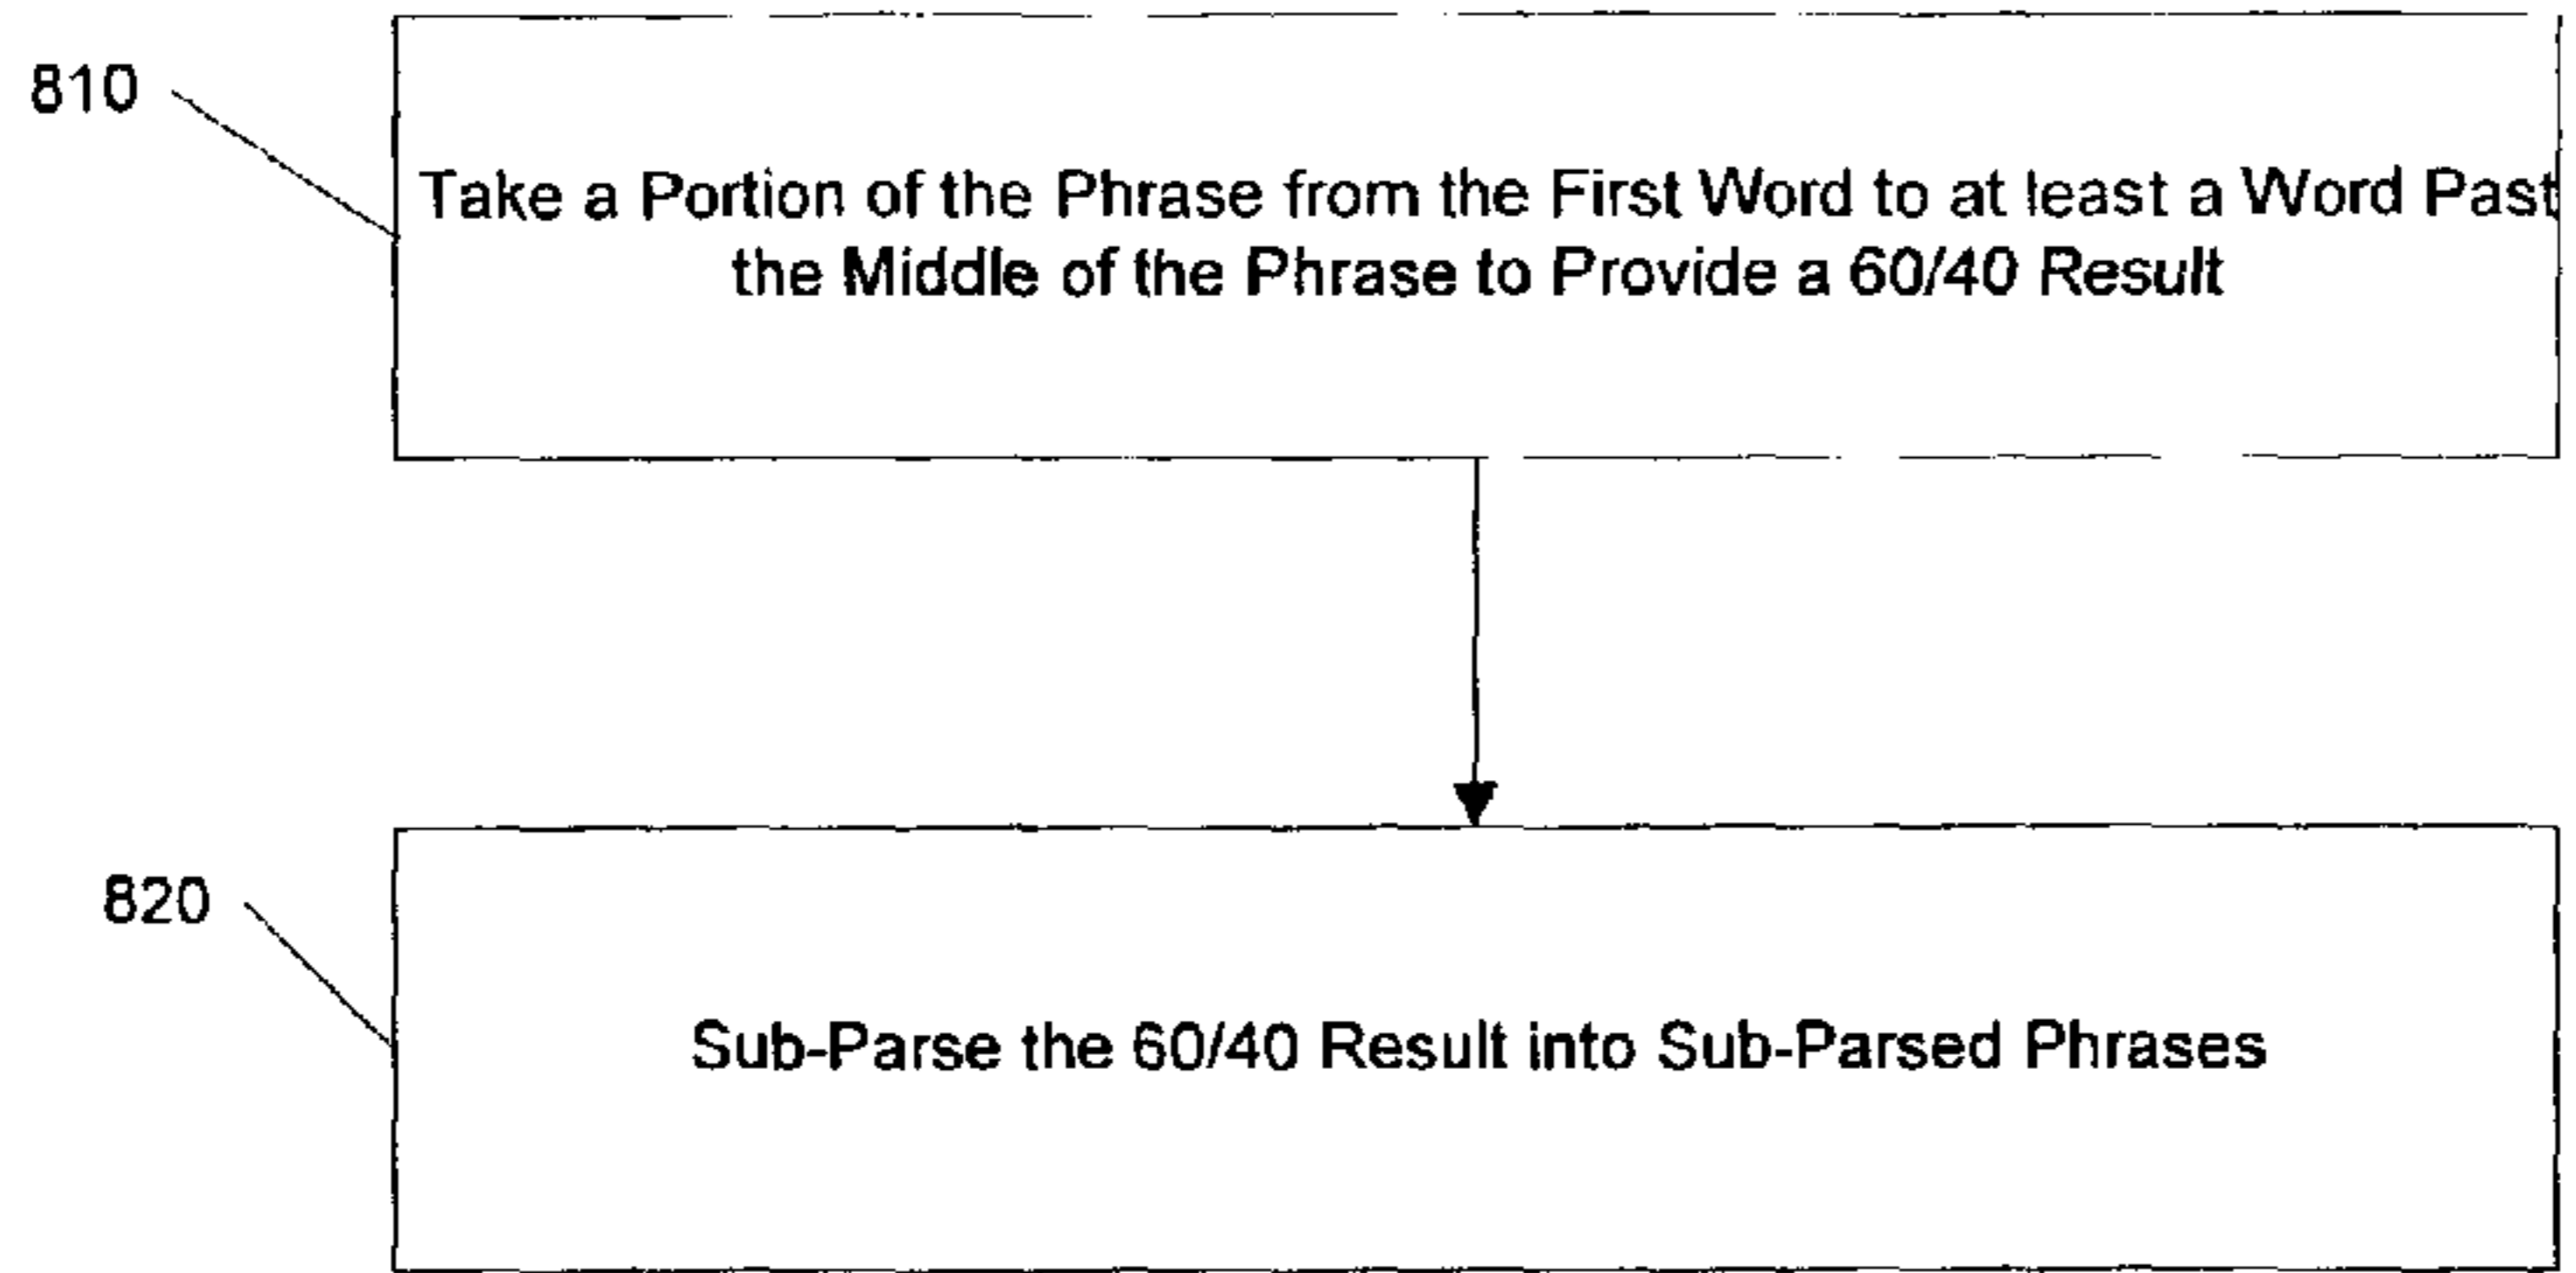 810
Take a Portion of the Phrase from the First Word to at least a Word Past
the Middle of the Phrase to Provide a 60/40 Result
820
Sub-Parse the 60/40 Result into Sub-Parsed Phrases